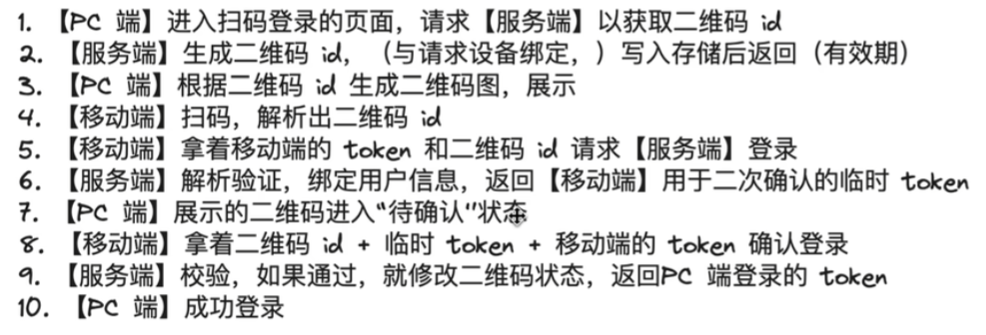 1. 【PC 端】进入扫码登录的页面，请求【服务端】以获取二维码 id
2. 【服务端】生成二维码 id，（与请求设备绑定，）写入存储后返回（有效期）
3. 【PC 端】根据二维码 id 生成二维码图，展示
4. 【移动端】扫码，解析出二维码 id
5. 【移动端】拿着移动端的 token 和二维码 id 请求【服务端】登录
6. 【服务端】解析验证，绑定用户信息，返回【移动端】用于二次确认的临时 token
7. 【PC 端】展示的二维码进入“待确认”状态
8. 【移动端】拿着二维码 id + 临时 token + 移动端的 token 确认登录
9. 【服务端】校验，如果通过，就修改二维码状态，返回PC 端登录的 token
10. 【PC 端】成功登录